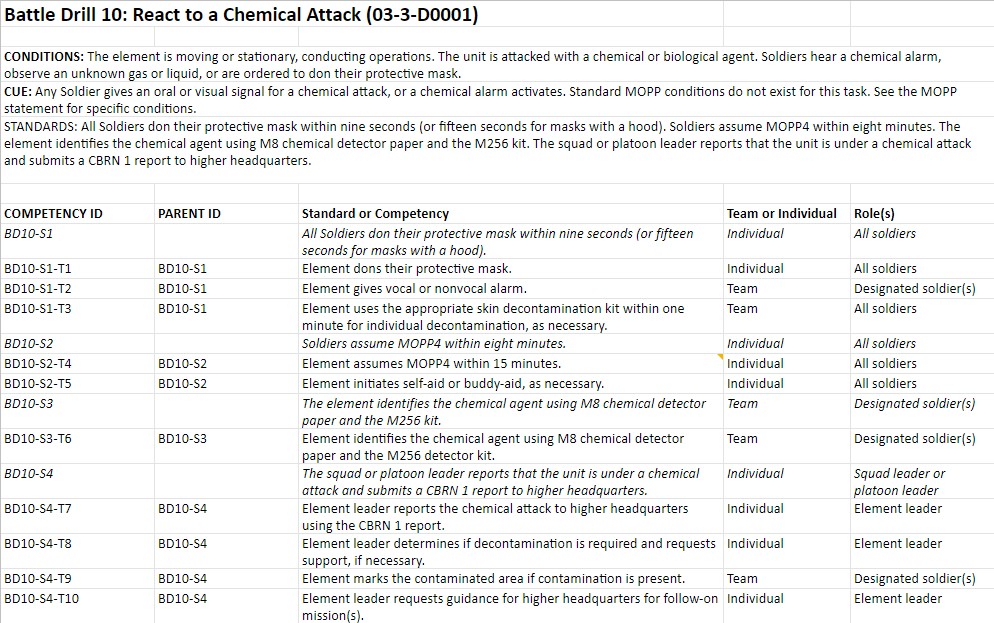 Battle Drill 10: React to a Chemical Attack (03-3-D0001)
CONDITIONS: The element is moving or stationary, conducting operations. The unit is attacked with a chemical or biological agent. Soldiers hear a chemical alarm,
observe an unknown gas or liquid, or are ordered to don their protective mask.
CUE: Any Soldier gives an oral or visual signal for a chemical attack, or a chemical alarm activates. Standard MOPP conditions do not exist for this task. See the MOPP
statement for specific conditions.
STANDARDS: All Soldiers don their protective mask within nine seconds (or fifteen seconds for masks with a hood). Soldiers assume MOPP4 within eight minutes. The
element identifies the chemical agent using M8 chemical detector paper and the M256 kit. The squad or platoon leader reports that the unit is under a chemical attack
and submits a CBRN 1 report to higher headquarters.
COMPETENCY ID PARENT ID Standard or Competency Team or Individual Role(s)
BD10-S1 All Soldiers don their protective mask within nine seconds (or fifteen Individual All soldiers
seconds for masks with a hood).
BD10-S1-T1 BD10-S1 Element dons their protective mask. Individual All soldiers
BD10-S1-T2 BD10-S1 Element gives vocal or nonvocal alarm. Team Designated soldier(s)
BD10-S1-T3 BD10-S1 Element uses the appropriate skin decontamination kit within one Team All soldiers
minute for individual decontamination, as necessary.
BD10-S2 Soldiers assume MOPP4 within eight minutes. Individual All soldiers
BD10-S2-T4 BD10-S2 Element assumes MOPP4 within 15 minutes. Individual All soldiers
BD10-S2-T5 BD10-S2 Element initiates self-aid or buddy-aid, as necessary. Individual All soldiers
BD10-S3 The element identifies the chemical agent using M8 chemical detector Team Designated soldier(s)
paper and the M256 kit.
BD10-S3-T6 BD10-S3 Element identifies the chemical agent using M8 chemical detector Team Designated soldier(s)
paper and the M256 detector kit.
BD10-S4 The squad or platoon leader reports that the unit is under a chemical Individual Squad leader or
attack and submits a CBRN 1 report to higher headquarters. platoon leader
BD10-S4-T7 BD10-S4 Element leader reports the chemical attack to higher headquarters Individual Element leader
using the CBRN 1 report.
BD10-S4-T8 BD10-S4 Element leader determines if decontamination is required and requests Individual Element leader
support, if necessary.
BD10-S4-T9 BD10-S4 Element marks the contaminated area if contamination is present. Team Designated soldier(s)
BD10-S4-T10 BD10-S4 Element leader requests guidance for higher headquarters for follow-on Individual Element leader
mission(s).